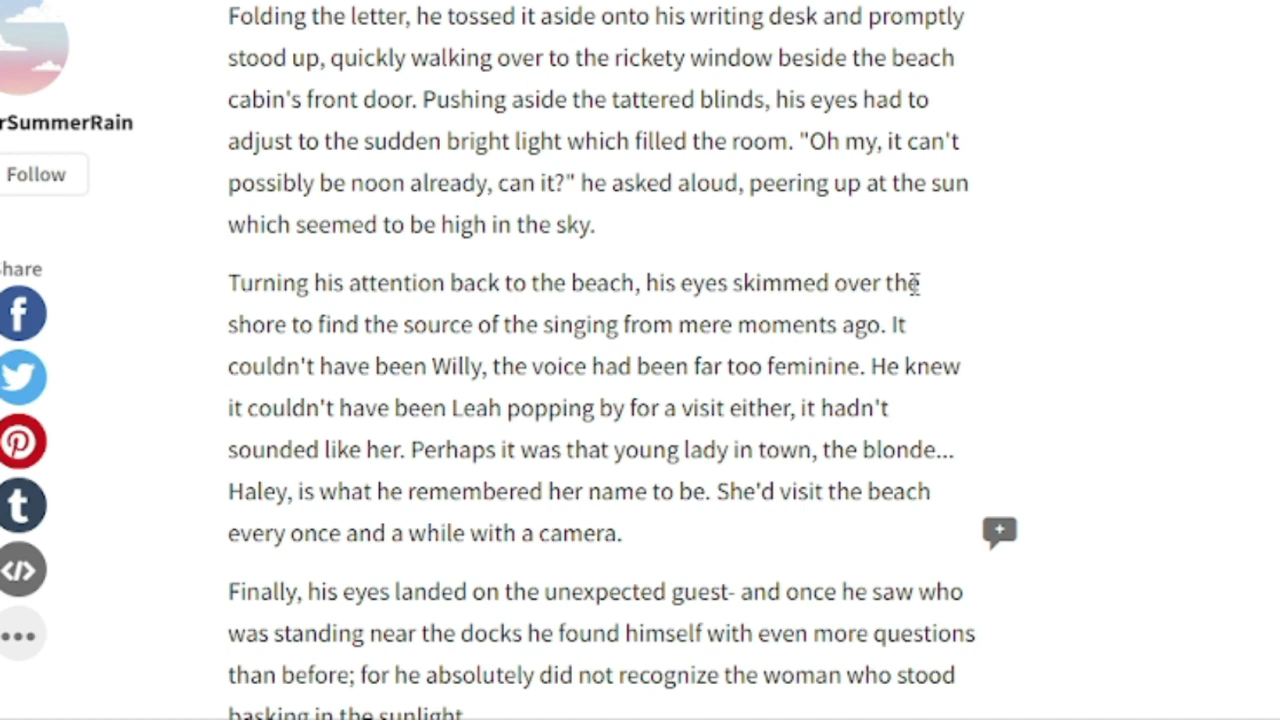 Folding the letter, he tossed it aside onto his writing desk and promptly
stood up, quickly walking over to the rickety window beside the beach
cabin's front door. Pushing aside the tattered blinds, his eyes had to
adjust to the sudden bright light which filled the room. "Oh my, it can't
possibly be noon already, can it?" he asked aloud, peering up at the sun
which seemed to be high in the sky.
rSummerRain
Follow
Share
Turning his attention back to the beach, his eyes skimmed over the
shore to find the source of the singing from mere moments ago. It
couldn't have been Willy, the voice had been far too feminine. He knew
it couldn't have been Leah popping by for a visit either, it hadn't
sounded like her. Perhaps it was that young lady in town, the blonde...
Haley, is what he remembered her name to be. She'd visit the beach
every once and a while with a camera.
Finally, his eyes landed on the unexpected guest- and once he saw who
was standing near the docks he found himself with even more questions
than before; for he absolutely did not recognize the woman who stood
basking in the sunlight.